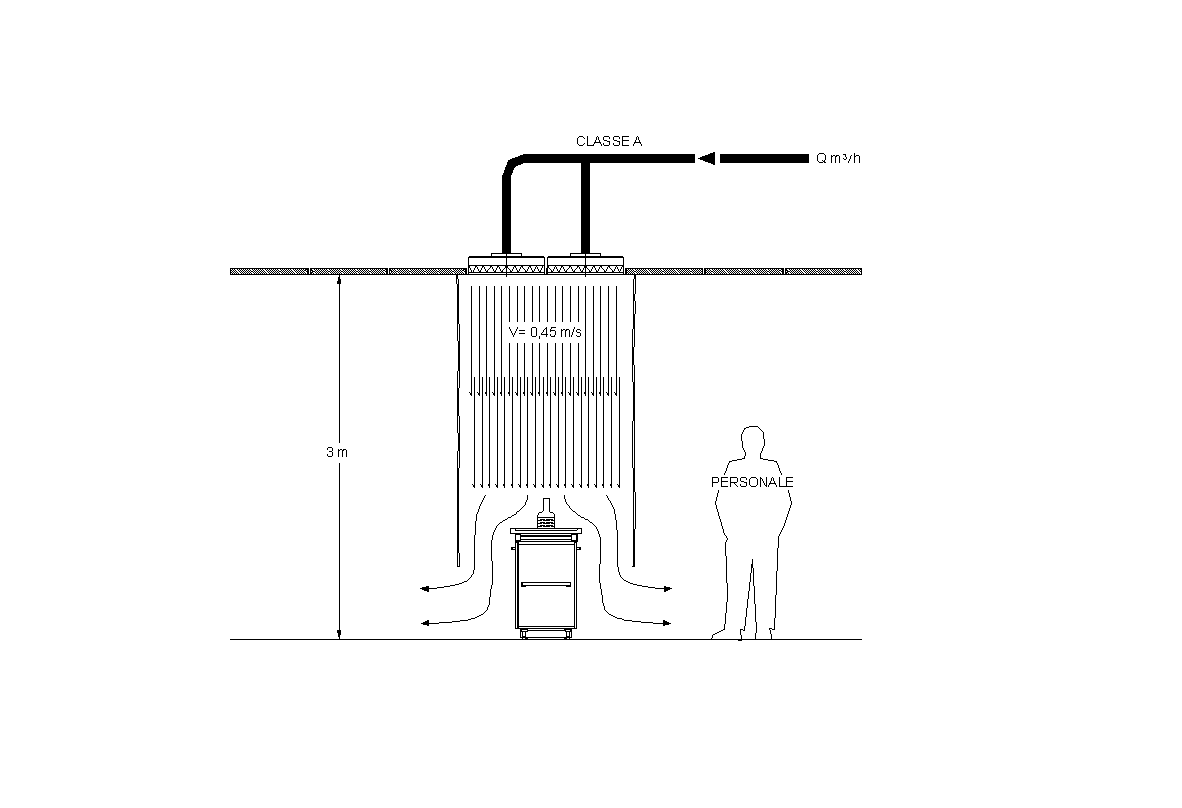 CLASSE A
Q m³/h
V= 0,45 m/s
3 m
PERSONALE